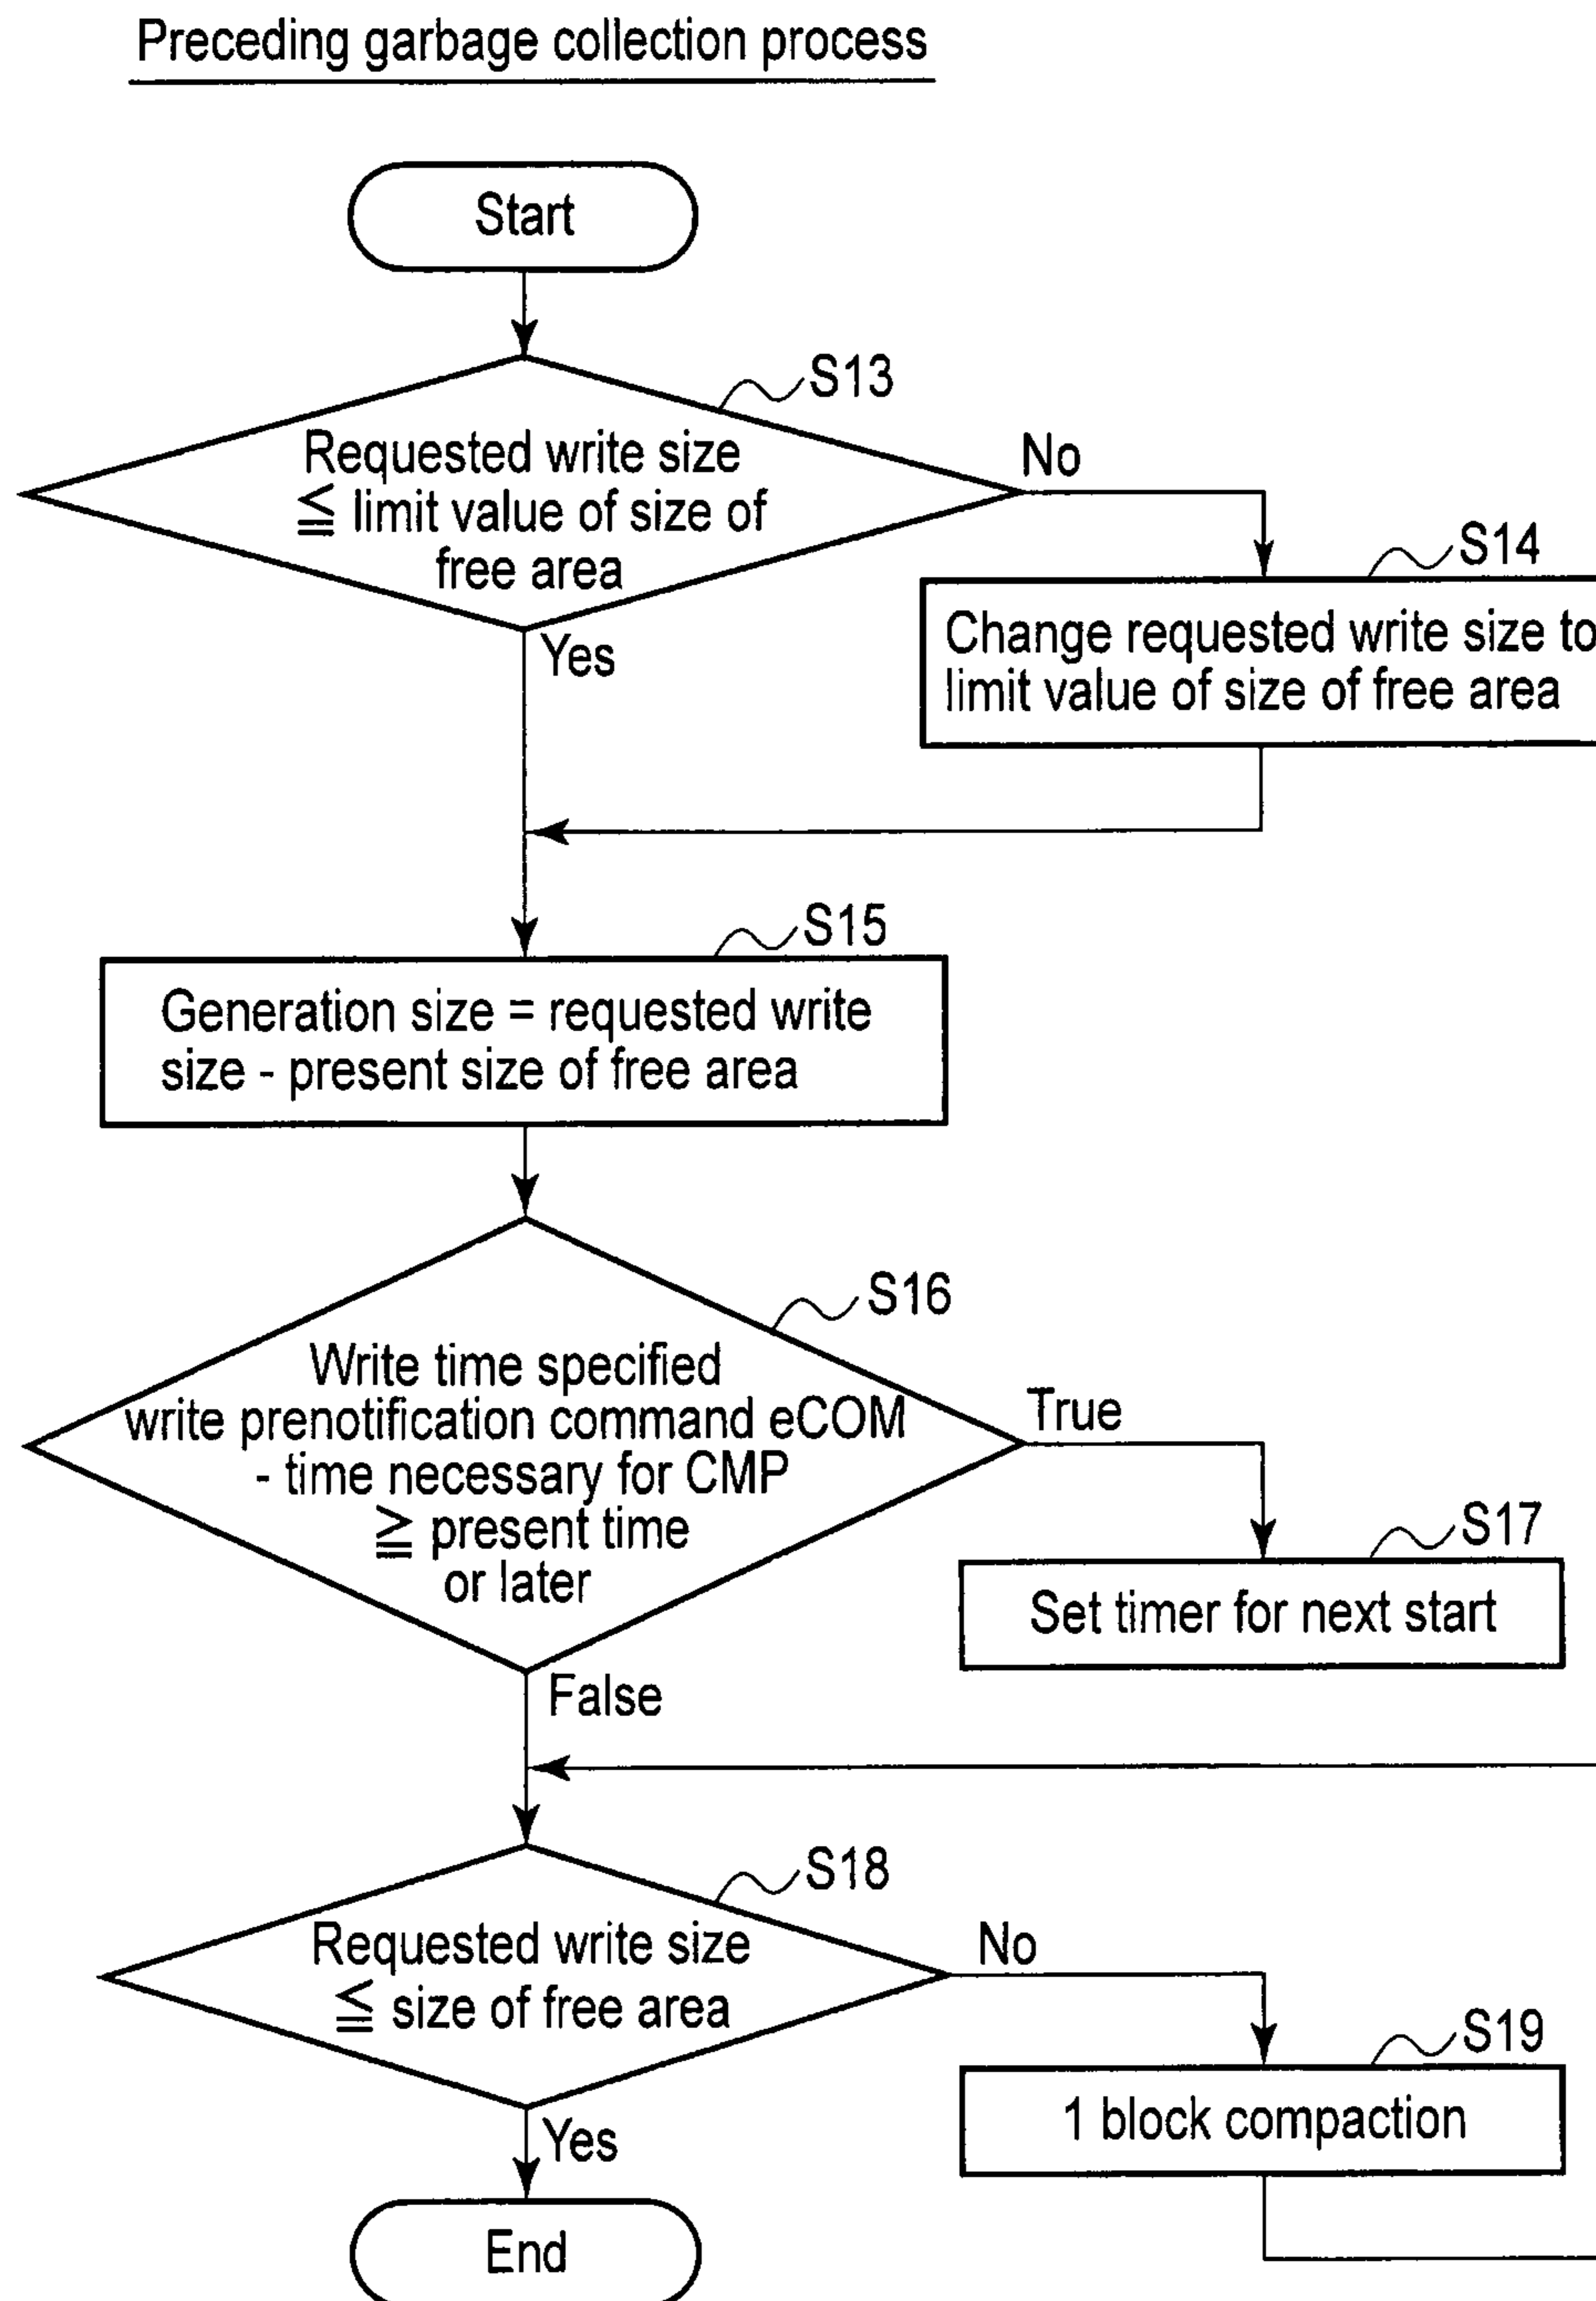 Preceding garbage collection process
Start
S13
Requested write size
≦ limit value of size of
free area
No
S14
Change requested write size to
limit value of size of free area
Yes
S15
Generation size = requested write
size - present size of free area
S16
Write time specified
write prenotification command eCOM
- time necessary for CMP
≧ present time
or later
True
S17
Set timer for next start
False
S18
Requested write size
≦ size of free area
No
S19
1 block compaction
Yes
End